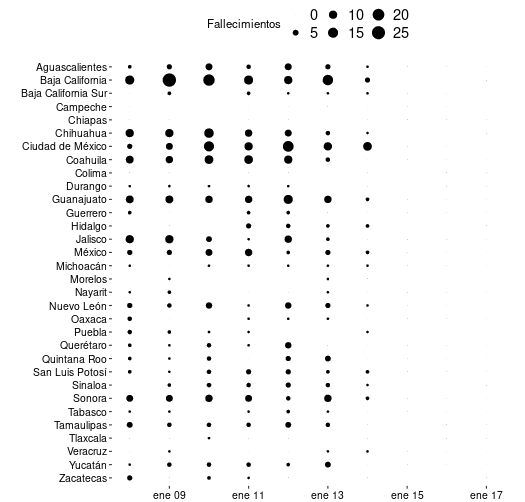 Fallecimientos
0 10 20
5 15 25
Aguascalientes
Baja California
Baja California Sur
Campeche
Chiapas
Chihuahua
Ciudad de México
Coahuila
Colima
Durango
Guanajuato
Guerrero
Hidalgo
Jalisco
México
Michoacán
Morelos
Nayarit
Nuevo León
Oaxaca
Puebla
Querétaro
Quintana Roo
San Luis Potosí
Sinaloa
Sonora
Tabasco
Tamaulipas
Tlaxcala
Veracruz
Yucatán
Zacatecas
ene 09 ene 11 ene 13 ene 15 ene 17